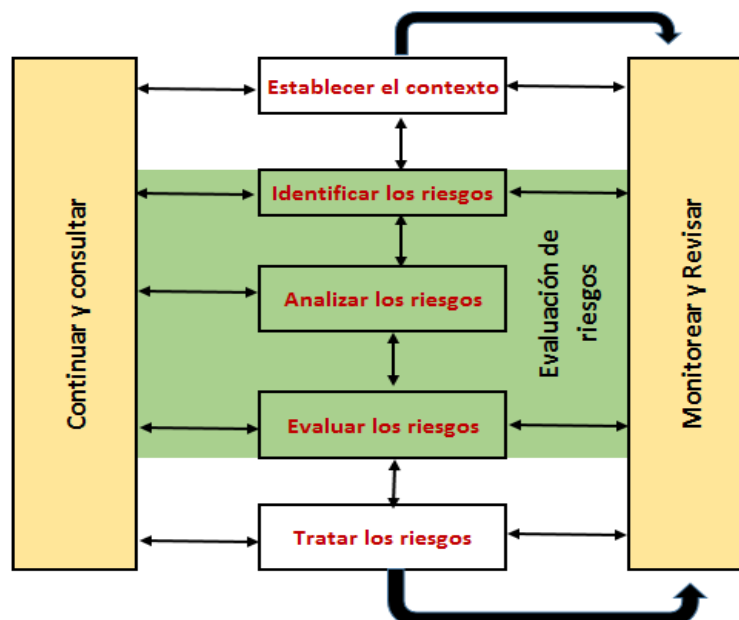 Establecer el contexto
Identificar los riesgos
Analizar los riesgos
Evaluar los riesgos
Tratar los riesgos
Continuar y consultar
Evaluación de
riesgos
Monitorear y Revisar